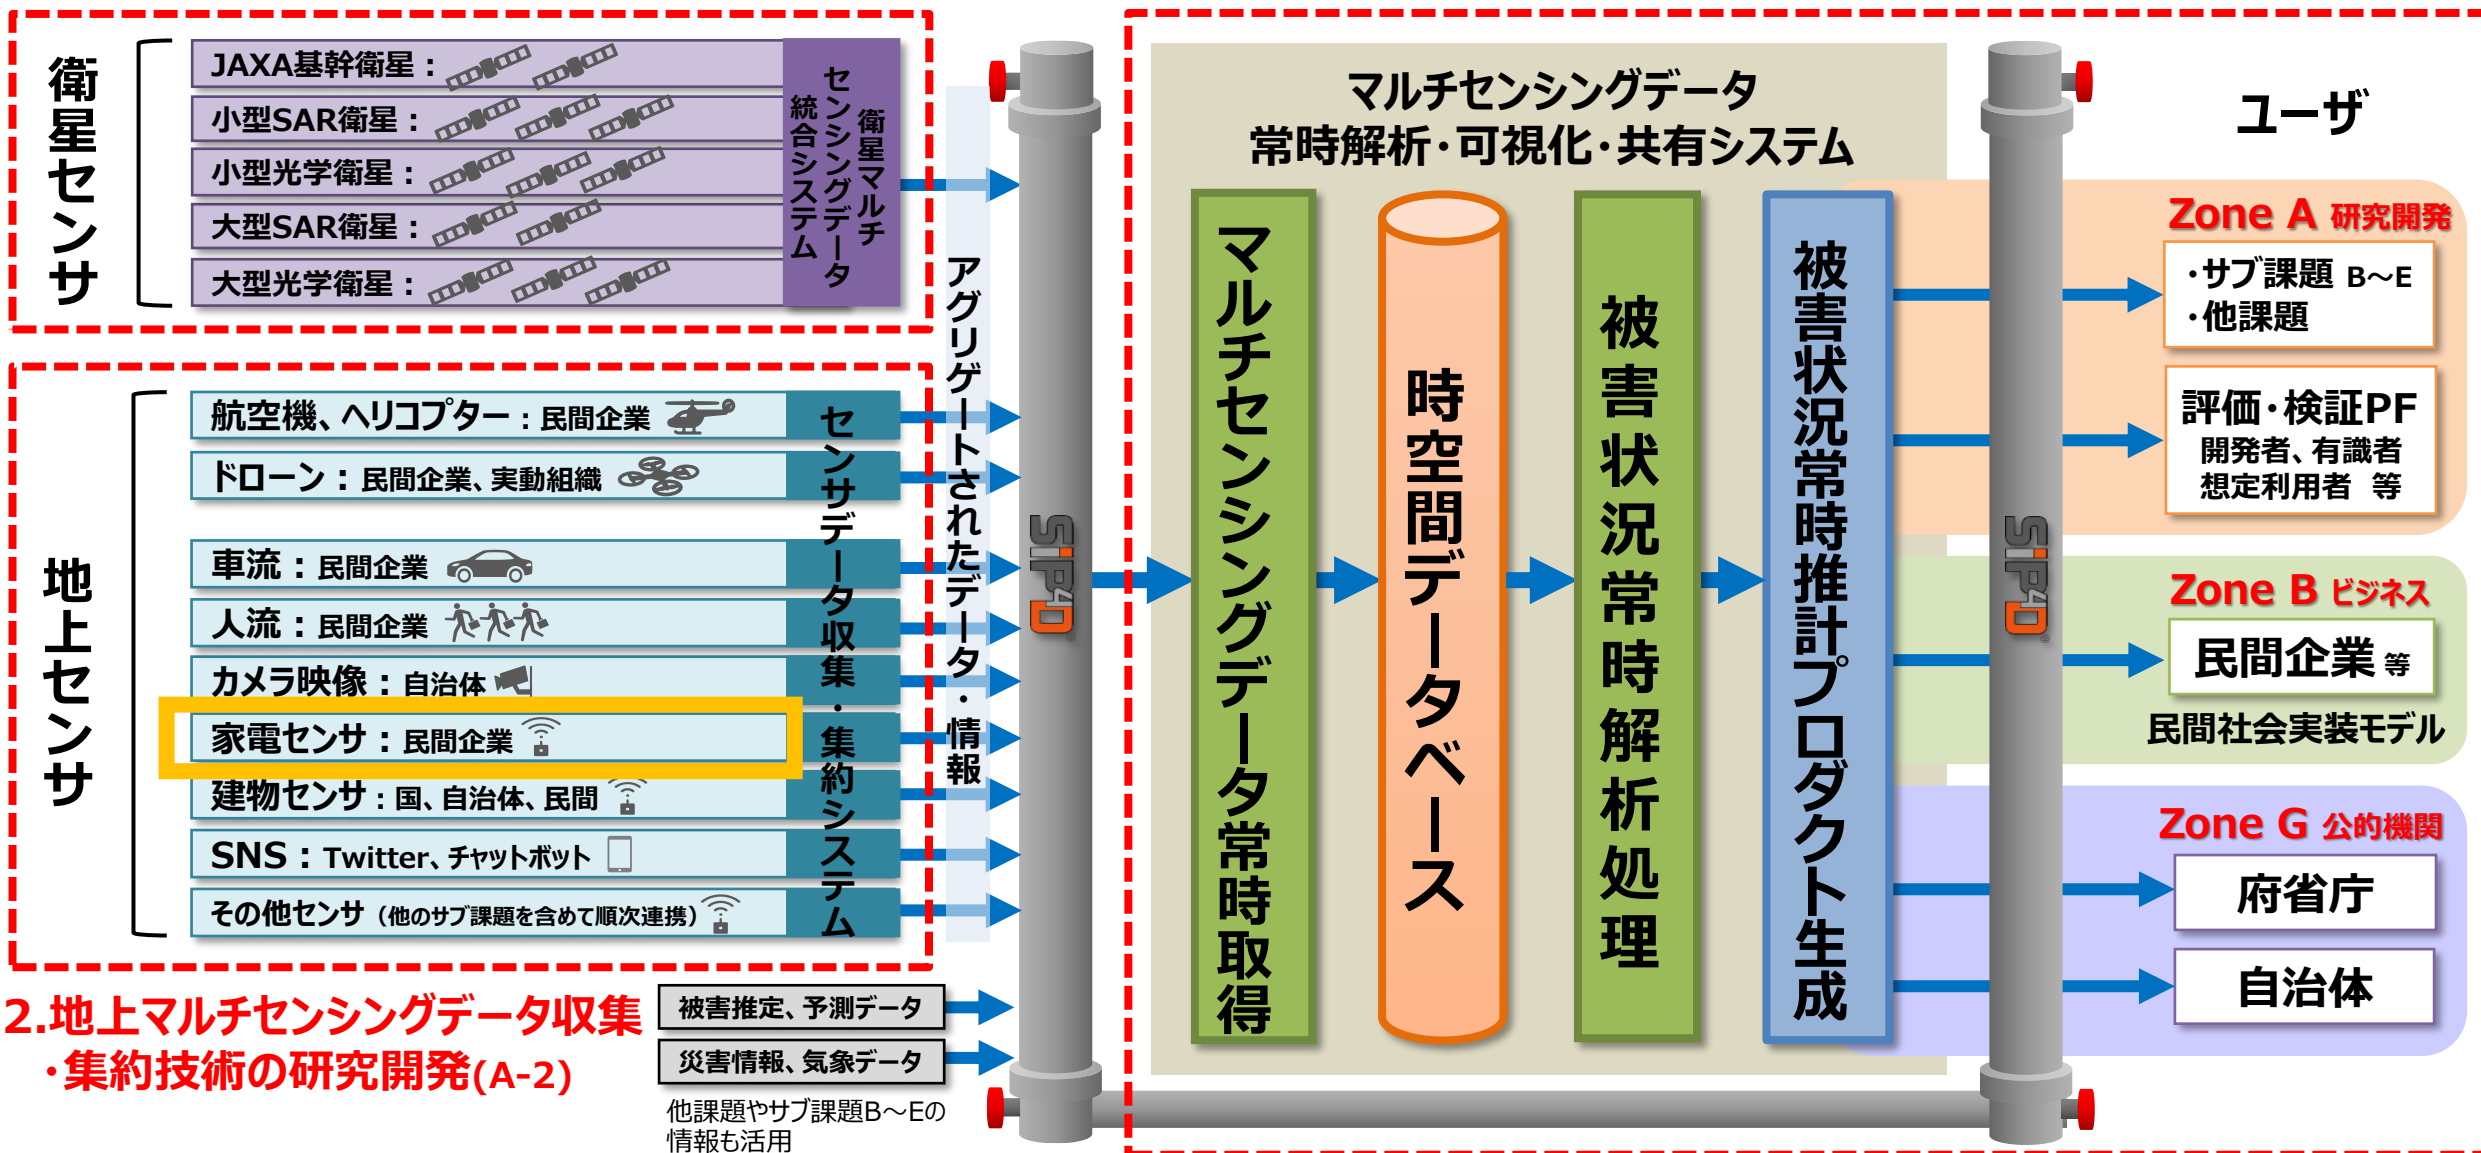 衛星センサ
JAXA基幹衛星：
小型SAR衛星：
小型光学衛星：
大型SAR衛星：
大型光学衛星：
衛星マルチ
センシングデータ
統合システム
地上センサ
航空機、ヘリコプター：民間企業
ドローン：民間企業、実動組織
車流：民間企業
人流：民間企業
カメラ映像：自治体
家電センサ：民間企業
建物センサ：国、自治体、民間
SNS：Twitter、チャットボット
その他センサ（他のサブ課題を含めて順次連携）
センサデータ収集・集約システム
アグリゲートされたデータ・情報
2.地上マルチセンシングデータ収集
・集約技術の研究開発(A-2)
被害推定、予測データ
災害情報、気象データ
他課題やサブ課題B～Eの
情報も活用
SIP4D
マルチセンシングデータ
常時解析・可視化・共有システム
マルチセンシングデータ常時取得
時空間データベース
被害状況常時解析処理
被害状況常時推計プロダクト生成
SIP4D
ユーザ
Zone A 研究開発
・サブ課題 B～E
・他課題
評価・検証PF
開発者、有識者
想定利用者 等
Zone B ビジネス
民間企業 等
民間社会実装モデル
Zone G 公的機関
府省庁
自治体